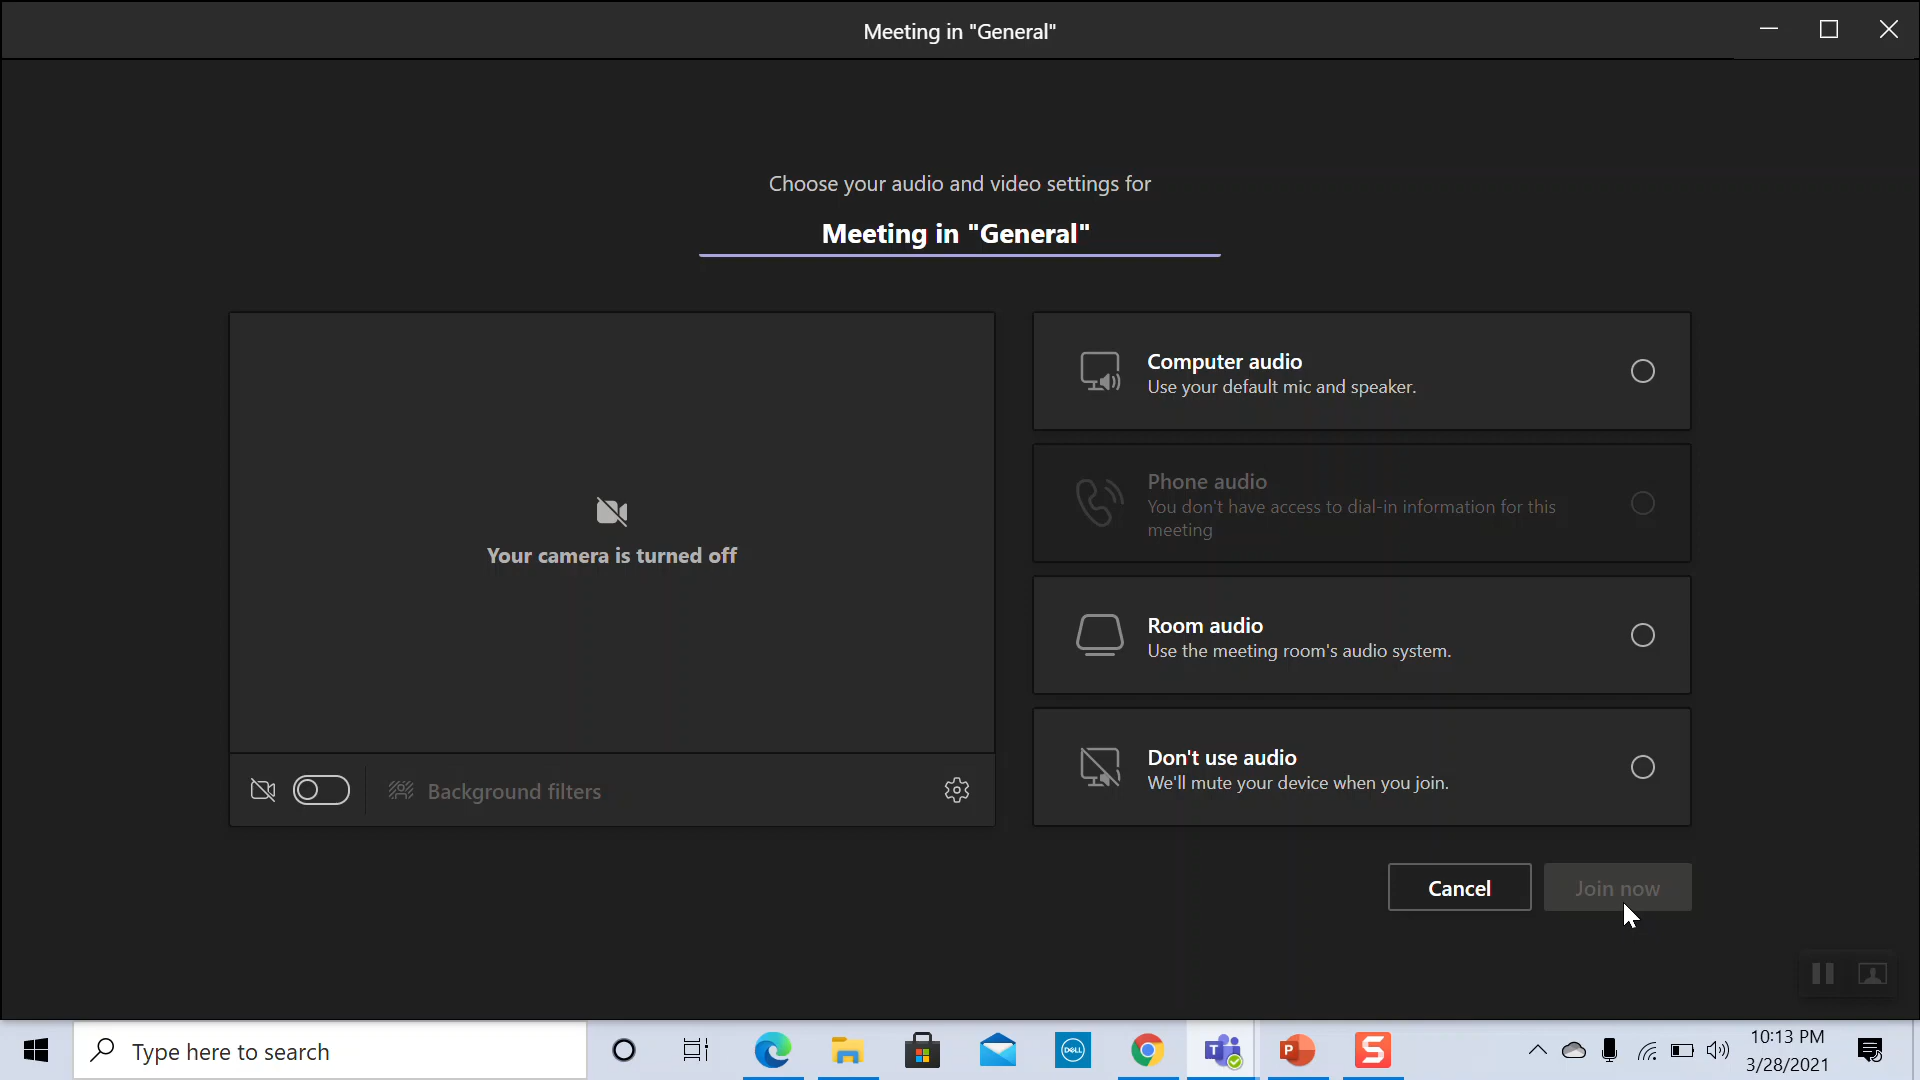 Meeting in "General"
Choose your audio and video settings for
Meeting in "General"
Your camera is turned off
Background filters
Computer audio
Use your default mic and speaker.
Phone audio
You don't have access to dial-in information for this
meeting
Room audio
Use the meeting room's audio system.
Don't use audio
We'll mute your device when you join.
Cancel
Join now
Type here to search
DELL
T
P
S
10:13 PM
3/28/2021